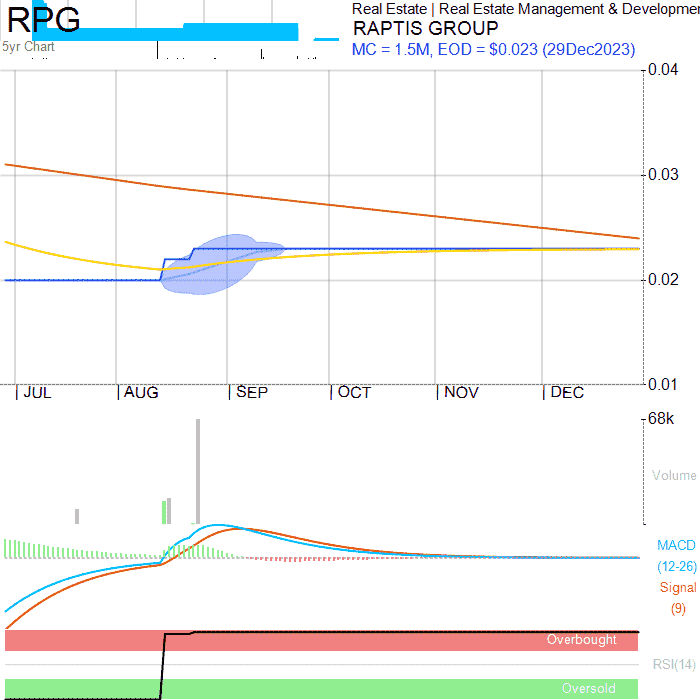 RPG
5yr Chart
Real Estate | Real Estate Management & Developmen
RAPTIS GROUP
MC = 1.5M, EOD = $0.023 (29Dec2023)
0.04
0.03
0.02
0.01
JUL
AUG
SEP
OCT
NOV
DEC
68k
Volume
MACD
(12-26)
Signal
(9)
Overbought
RSI(14)
Oversold